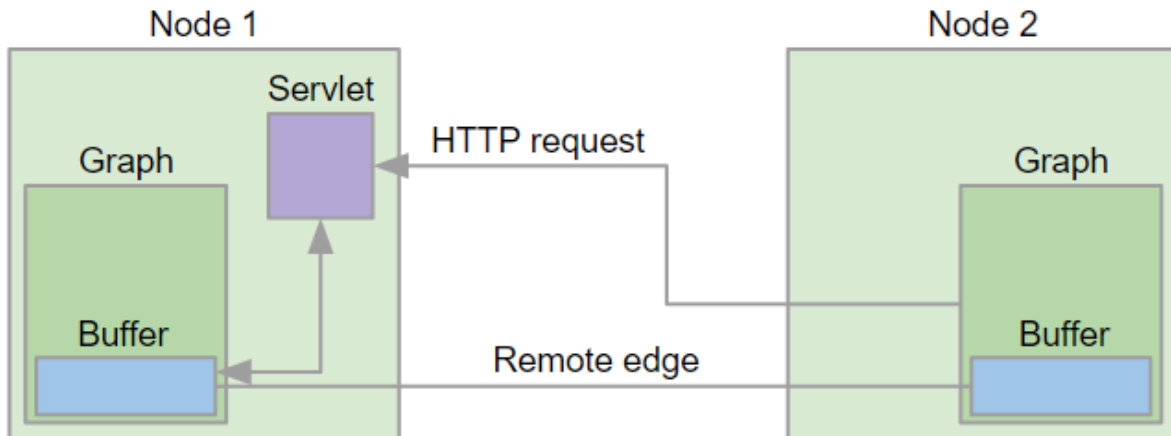 Node 1
Node 2
Servlet
HTTP request
Graph
Graph
Buffer
Buffer
Remote edge